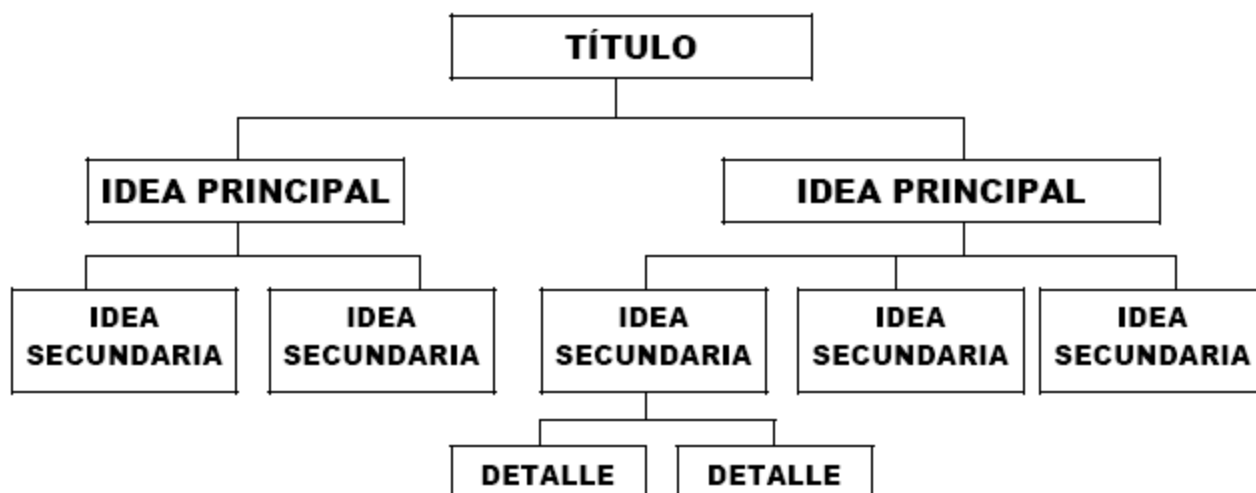 TÍTULO
IDEA PRINCIPAL
IDEA PRINCIPAL
IDEA
SECUNDARIA
IDEA
SECUNDARIA
IDEA
SECUNDARIA
IDEA
SECUNDARIA
IDEA
SECUNDARIA
DETALLE
DETALLE